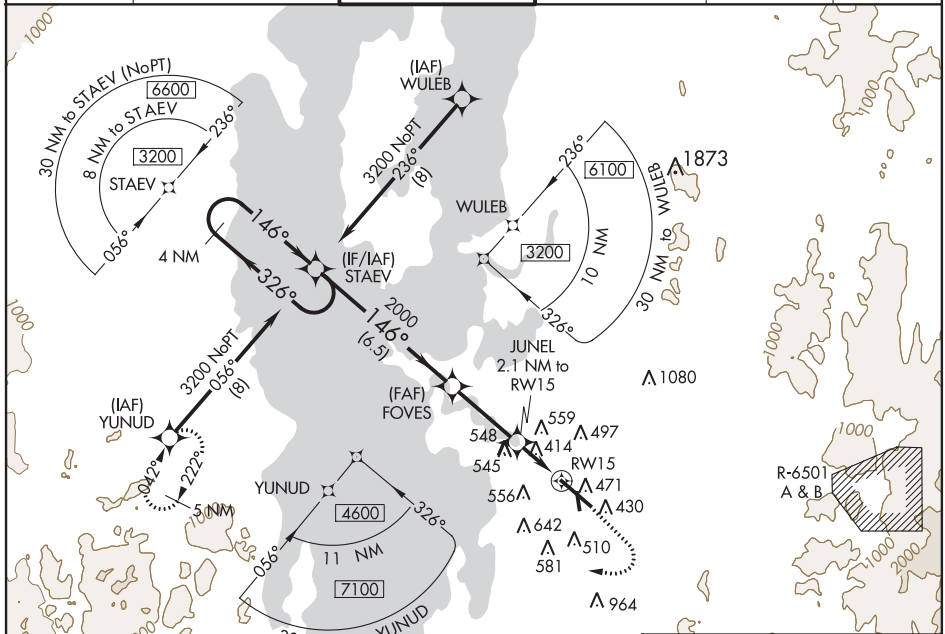 1000
30 NM to STAEV (NoPT)
6600
8 NM to STAEV
3200
236°
STAEV
056°
(IAF)
WULEB
3200 NoPT
236°
(8)
236°
6100
1873
1000
WULEB
3200
10 NM
30 NM to WULEB
326°
4 NM
146°
326°
(IF/IAF)
STAEV
2000
146°
(6.5)
1000
1000
3200 NoPT
056°
(8)
JUNEL
2.1 NM to
RW15
1080
(FAF)
FOVES
(IAF)
YUNUD
042°
222°
5 NM
1000
548
545
559
414
497
RW15
471
430
556
642
581
510
964
1000
R-6501
A & B
1000
2000
YUNUD
4600
326°
056°
11 NM
7100
YUNUD
1000